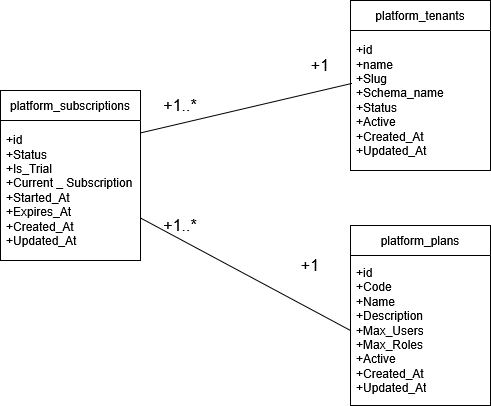 platform_tenants
+id
+name
+Slug
+Schema_name
+Status
+Active
+Created_At
+Updated_At
+1
+1..*
platform_subscriptions
+id
+Status
+Is_Trial
+Current _ Subscription
+Started_At
+Expires_At
+Created_At
+Updated_At
+1..*
+1
platform_plans
+id
+Code
+Name
+Description
+Max_Users
+Max_Roles
+Active
+Created_At
+Updated_At